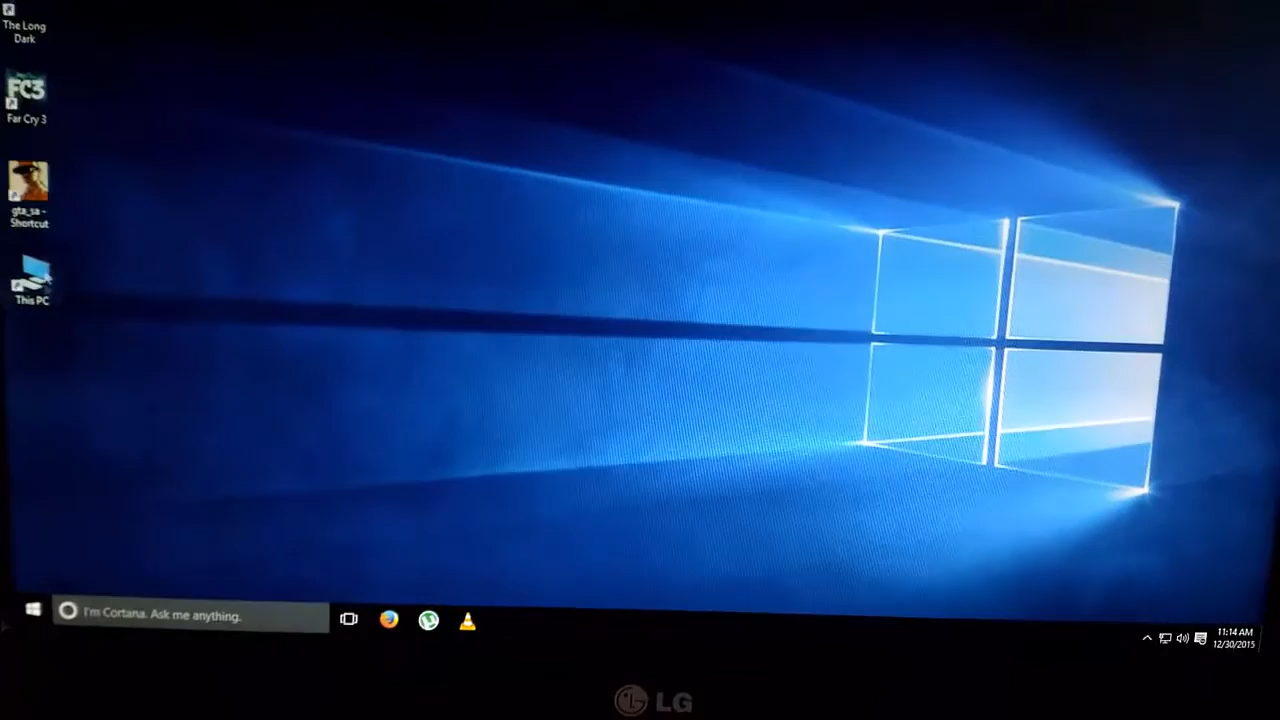 The Long
Dark
FC3
Far Cry 3
gta_sa -
Shortcut
This PC
I'm Cortana. Ask me anything.
11:14 AM
12/30/2015
LG